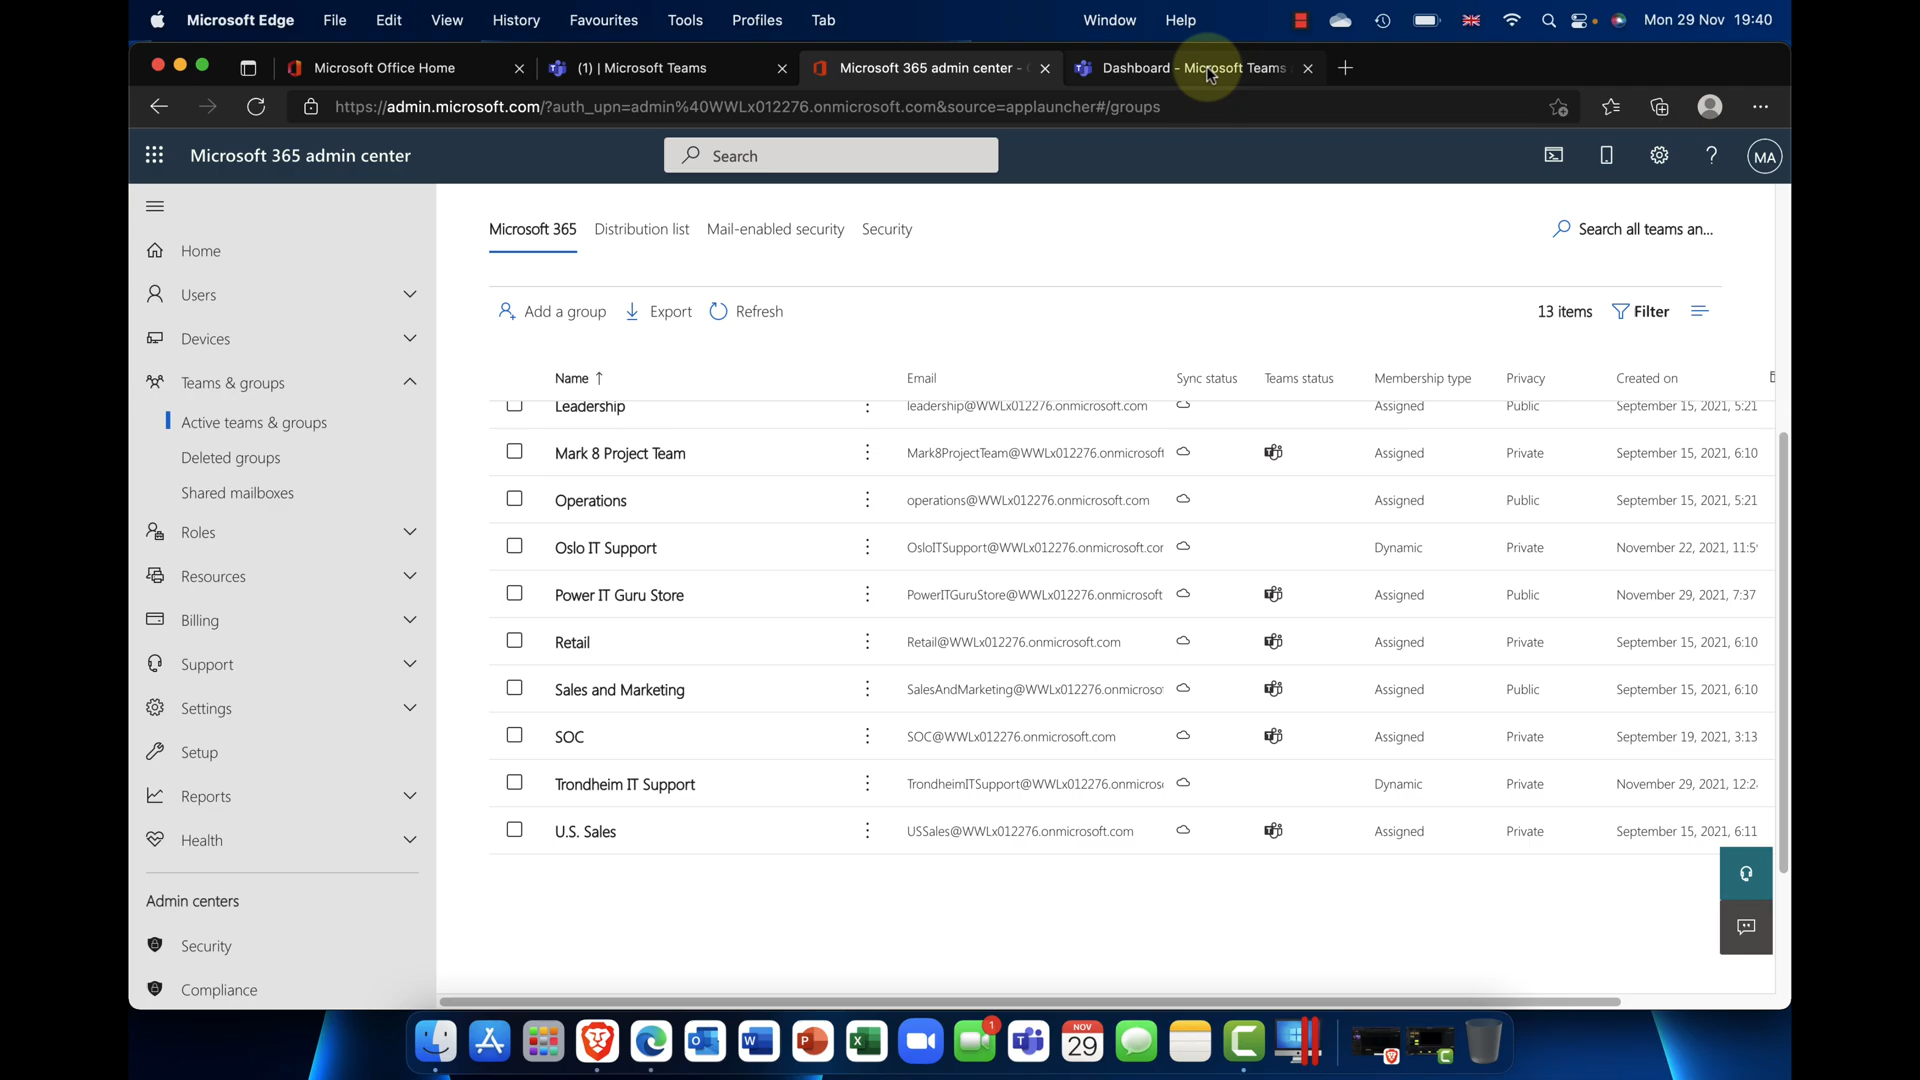 Microsoft Edge File Edit View History Favourites Tools Profiles Tab Window Help Mon 29 Nov 19:40
Microsoft Office Home (1) | Microsoft Teams Microsoft 365 admin center - Dashboard - Microsoft Teams
https://admin.microsoft.com/?auth_upn=admin%40WWLx012276.onmicrosoft.com&source=applauncher#/groups
Microsoft 365 admin center Search ? MA
Microsoft 365 Distribution list Mail-enabled security Security Search all teams an...
Home
Users
Devices
Teams & groups
Active teams & groups
Deleted groups
Shared mailboxes
Roles
Resources
Billing
Support
Settings
Setup
Reports
Health
Admin centers
Security
Compliance
Add a group Export Refresh 13 items Filter
Name ↑ Email Sync status Teams status Membership type Privacy Created on
Leadership leadership@WWLx012276.onmicrosoft.com Assigned Public September 15, 2021, 5:21
Mark 8 Project Team Mark8ProjectTeam@WWLx012276.onmicrosoft Assigned Private September 15, 2021, 6:10
Operations operations@WWLx012276.onmicrosoft.com Assigned Public September 15, 2021, 5:21
Oslo IT Support OsloITSupport@WWLx012276.onmicrosoft.cor Dynamic Private November 22, 2021, 11:5
Power IT Guru Store PowerITGuruStore@WWLx012276.onmicrosoft Assigned Public November 29, 2021, 7:37
Retail Retail@WWLx012276.onmicrosoft.com Assigned Private September 15, 2021, 6:10
Sales and Marketing SalesAndMarketing@WWLx012276.onmicroso Assigned Public September 15, 2021, 6:10
SOC SOC@WWLx012276.onmicrosoft.com Assigned Private September 19, 2021, 3:13
Trondheim IT Support TrondheimITSupport@WWLx012276.onmicros Dynamic Private November 29, 2021, 12:2
U.S. Sales USSales@WWLx012276.onmicrosoft.com Assigned Private September 15, 2021, 6:11
1
NOV
29